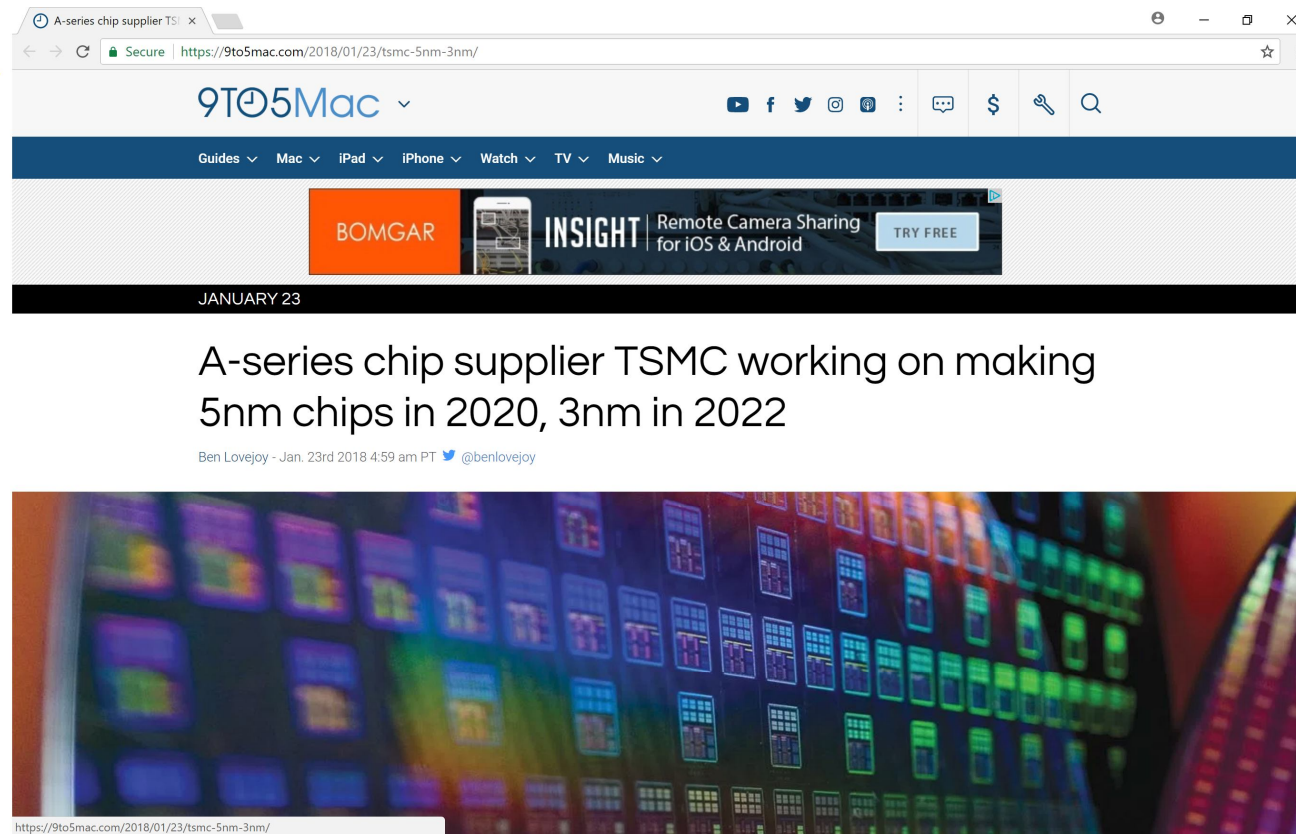 A-series chip supplier TS
Secure
https://9to5mac.com/2018/01/23/tsmc-5nm-3nm/
9TO5Mac
$
Guides Mac iPad iPhone Watch TV Music
BOMGAR
INSIGHT
Remote Camera Sharing
for iOS & Android
TRY FREE
JANUARY 23
A-series chip supplier TSMC working on making
5nm chips in 2020, 3nm in 2022
Ben Lovejoy - Jan. 23rd 2018 4:59 am PT @benlovejoy
https://9to5mac.com/2018/01/23/tsmc-5nm-3nm/